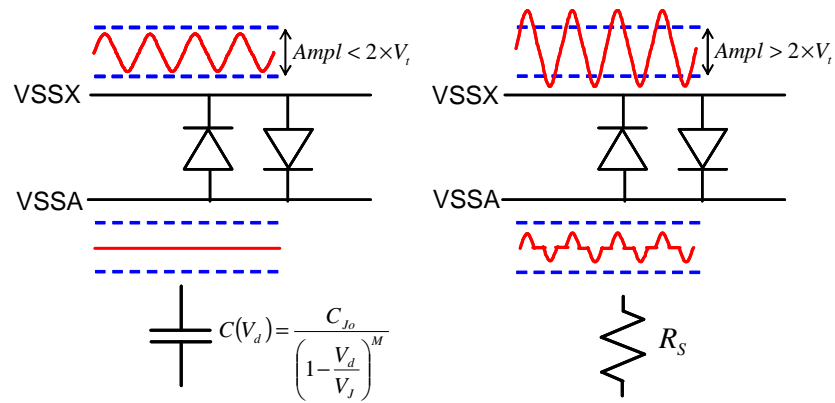 Ampl < 2×V_t
VSSX
VSSA
C(V_d) = C_Jo / (1 − V_d / V_J)^M
Ampl > 2×V_t
VSSX
VSSA
R_S